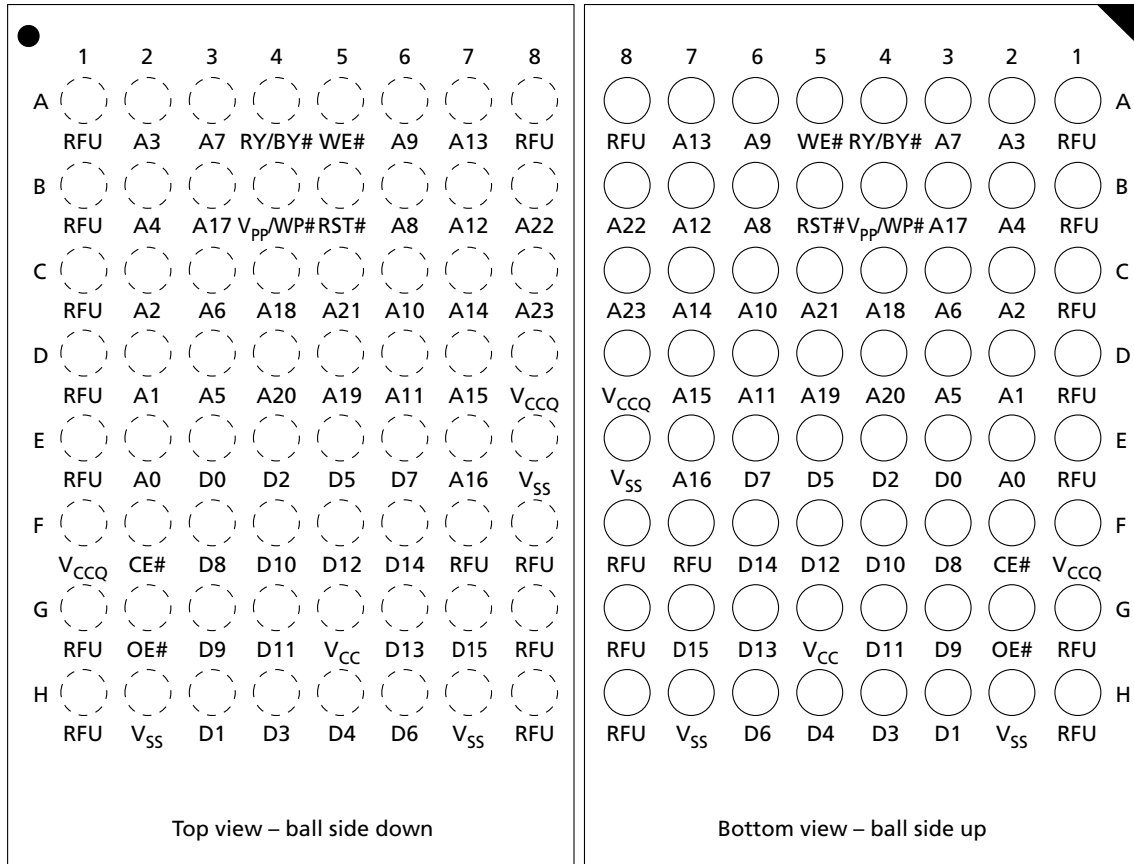 1 2 3 4 5 6 7 8
A
RFU A3 A7 RY/BY# WE# A9 A13 RFU
B
RFU A4 A17 VPP/WP# RST# A8 A12 A22
C
RFU A2 A6 A18 A21 A10 A14 A23
D
RFU A1 A5 A20 A19 A11 A15 VCCQ
E
RFU A0 D0 D2 D5 D7 A16 VSS
F
VCCQ CE# D8 D10 D12 D14 RFU RFU
G
RFU OE# D9 D11 VCC D13 D15 RFU
H
RFU VSS D1 D3 D4 D6 VSS RFU
Top view – ball side down
8 7 6 5 4 3 2 1
A
RFU A13 A9 WE# RY/BY# A7 A3 RFU
B
A22 A12 A8 RST# VPP/WP# A17 A4 RFU
C
A23 A14 A10 A21 A18 A6 A2 RFU
D
VCCQ A15 A11 A19 A20 A5 A1 RFU
E
VSS A16 D7 D5 D2 D0 A0 RFU
F
RFU RFU D14 D12 D10 D8 CE# VCCQ
G
RFU D15 D13 VCC D11 D9 OE# RFU
H
RFU VSS D6 D4 D3 D1 VSS RFU
Bottom view – ball side up